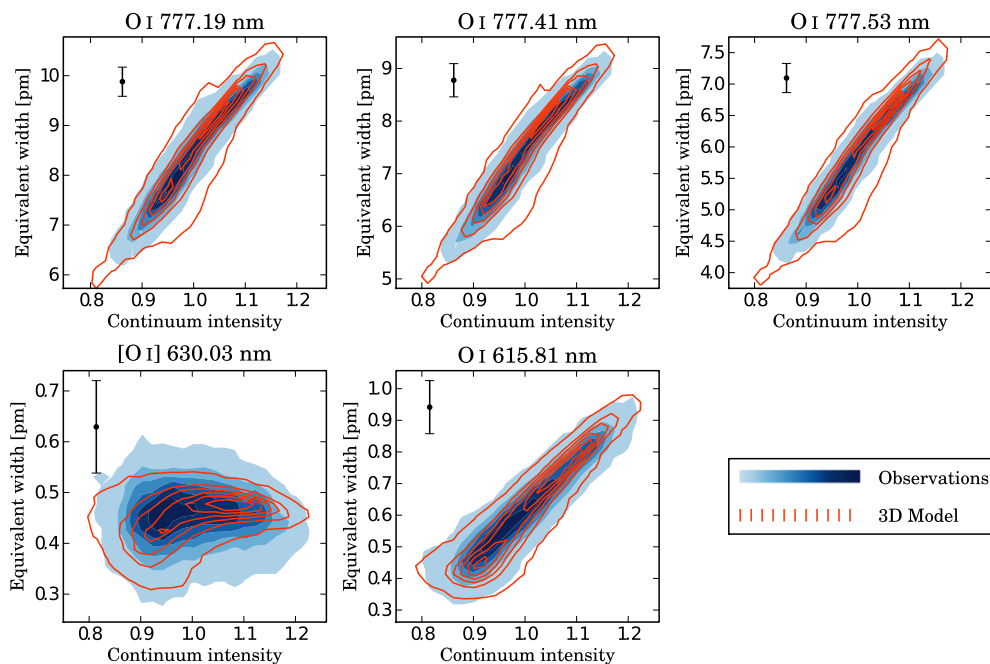 O I 777.19 nm
10
9
8
7
6
Equivalent width [pm]
0.8 0.9 1.0 1.1 1.2
Continuum intensity
O I 777.41 nm
9
8
7
6
5
Equivalent width [pm]
0.8 0.9 1.0 1.1 1.2
Continuum intensity
O I 777.53 nm
7.5
7.0
6.5
6.0
5.5
5.0
4.5
4.0
Equivalent width [pm]
0.8 0.9 1.0 1.1 1.2
Continuum intensity
[O I] 630.03 nm
0.7
0.6
0.5
0.4
0.3
Equivalent width [pm]
0.8 0.9 1.0 1.1 1.2
Continuum intensity
O I 615.81 nm
1.0
0.9
0.8
0.7
0.6
0.5
0.4
0.3
Equivalent width [pm]
0.8 0.9 1.0 1.1 1.2
Continuum intensity
Observations
3D Model